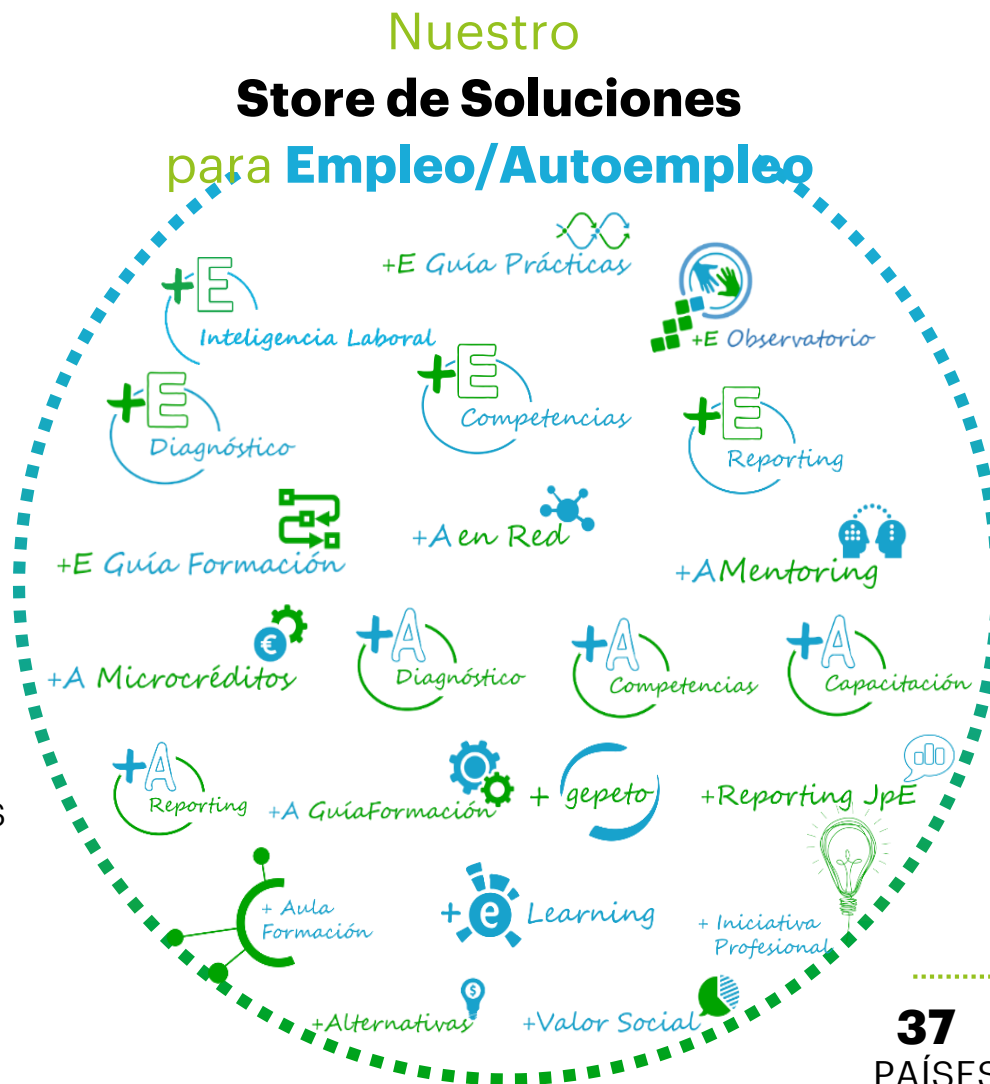 Nuestro
Store de Soluciones
para Empleo/Autoempleo
+E Guía Prácticas
+E
Inteligencia Laboral
+E Observatorio
+E
Diagnóstico
+E
Competencias
+E
Reporting
+E Guía Formación
+A en Red
+A Mentoring
+A Microcréditos
€
+A
Diagnóstico
+A
Competencias
+A
Capacitación
+A
Reporting
+A GuíaFormación
+ gepeto
+Reporting JpE
+ Aula
Formación
+ e Learning
+ Iniciativa
Profesional
$
+Alternativas
+Valor Social
S
37
PAÍSES